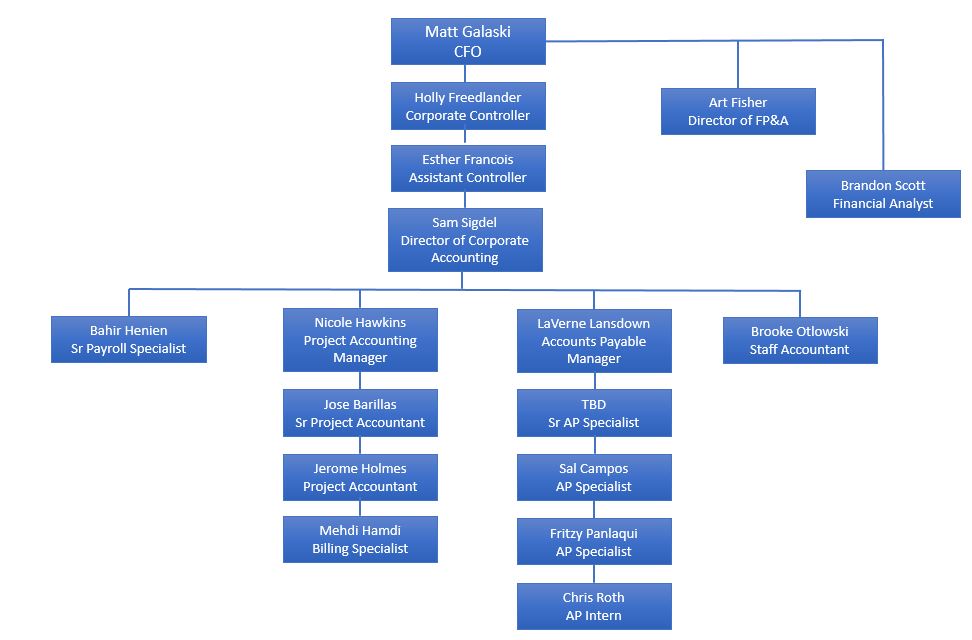 Matt Galaski
CFO
Holly Freedlander
Corporate Controller
Art Fisher
Director of FP&A
Esther Francois
Assistant Controller
Brandon Scott
Financial Analyst
Sam Sigdel
Director of Corporate
Accounting
Bahir Henien
Sr Payroll Specialist
Nicole Hawkins
Project Accounting
Manager
LaVerne Lansdown
Accounts Payable
Manager
Brooke Otlowski
Staff Accountant
Jose Barillas
Sr Project Accountant
TBD
Sr AP Specialist
Jerome Holmes
Project Accountant
Sal Campos
AP Specialist
Mehdi Hamdi
Billing Specialist
Fritzy Panlaqui
AP Specialist
Chris Roth
AP Intern